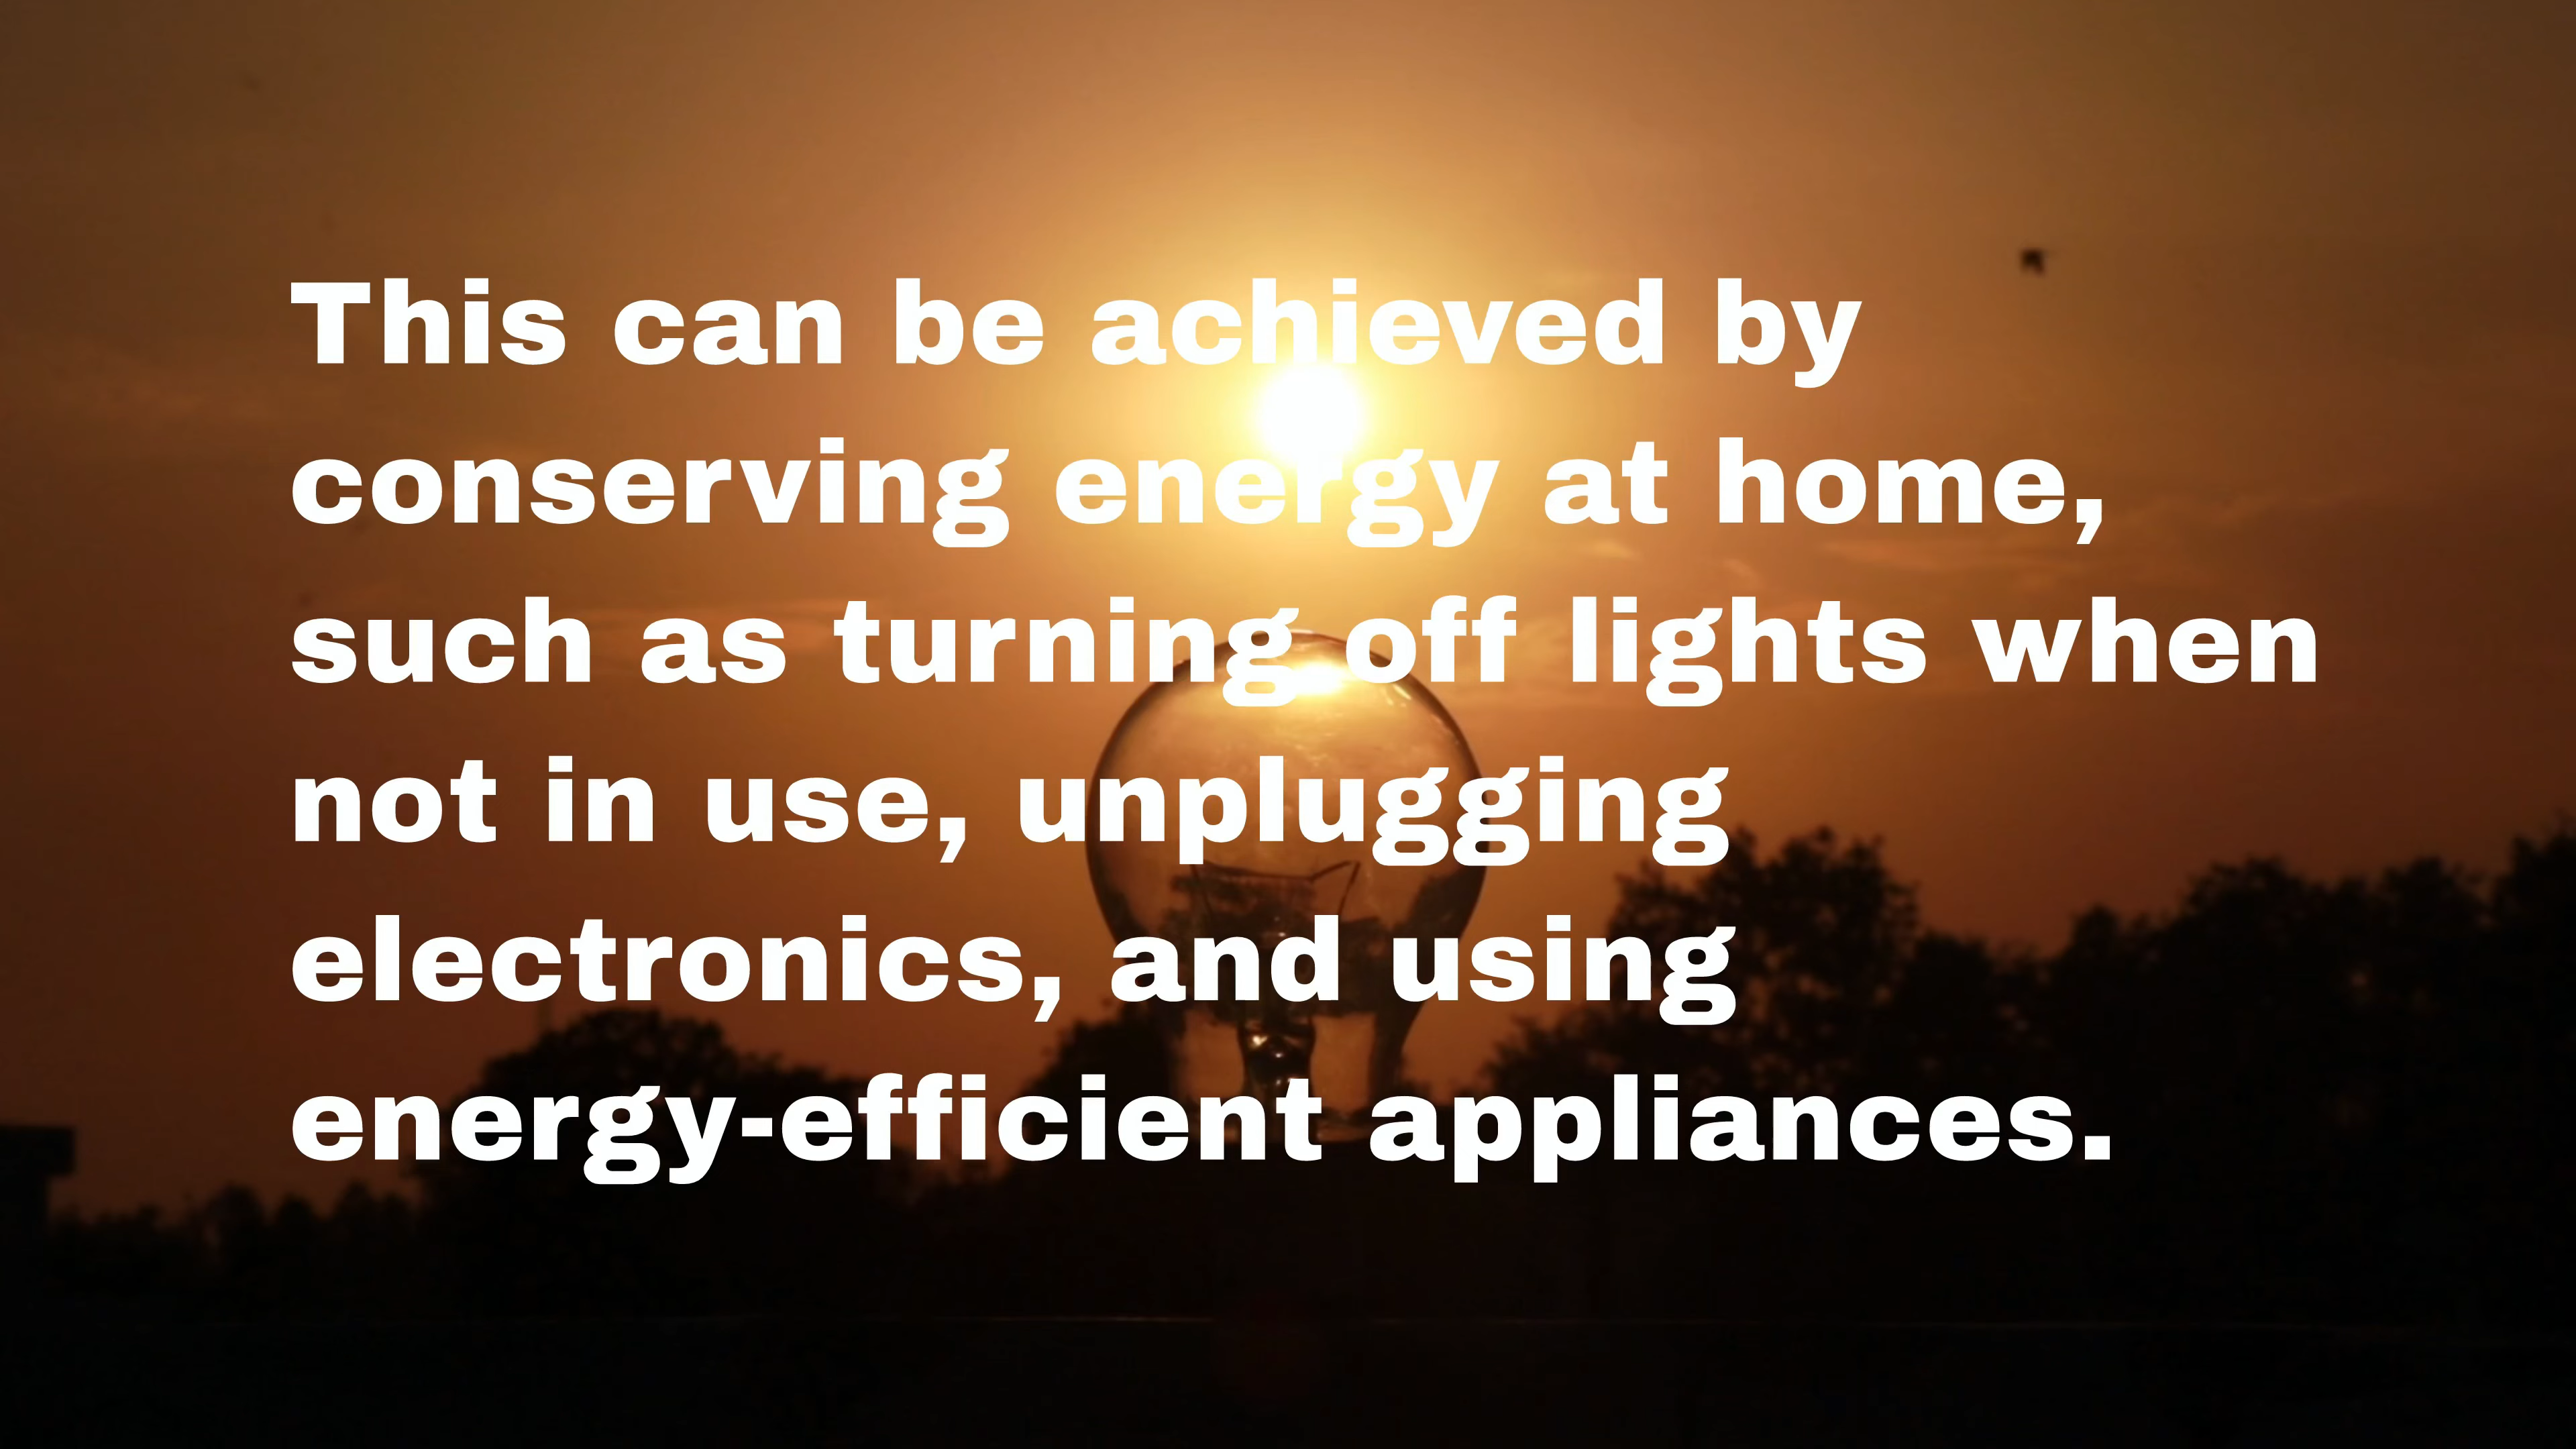 This can be achieved by
conserving energy at home,
such as turning off lights when
not in use, unplugging
electronics, and using
energy-efficient appliances.